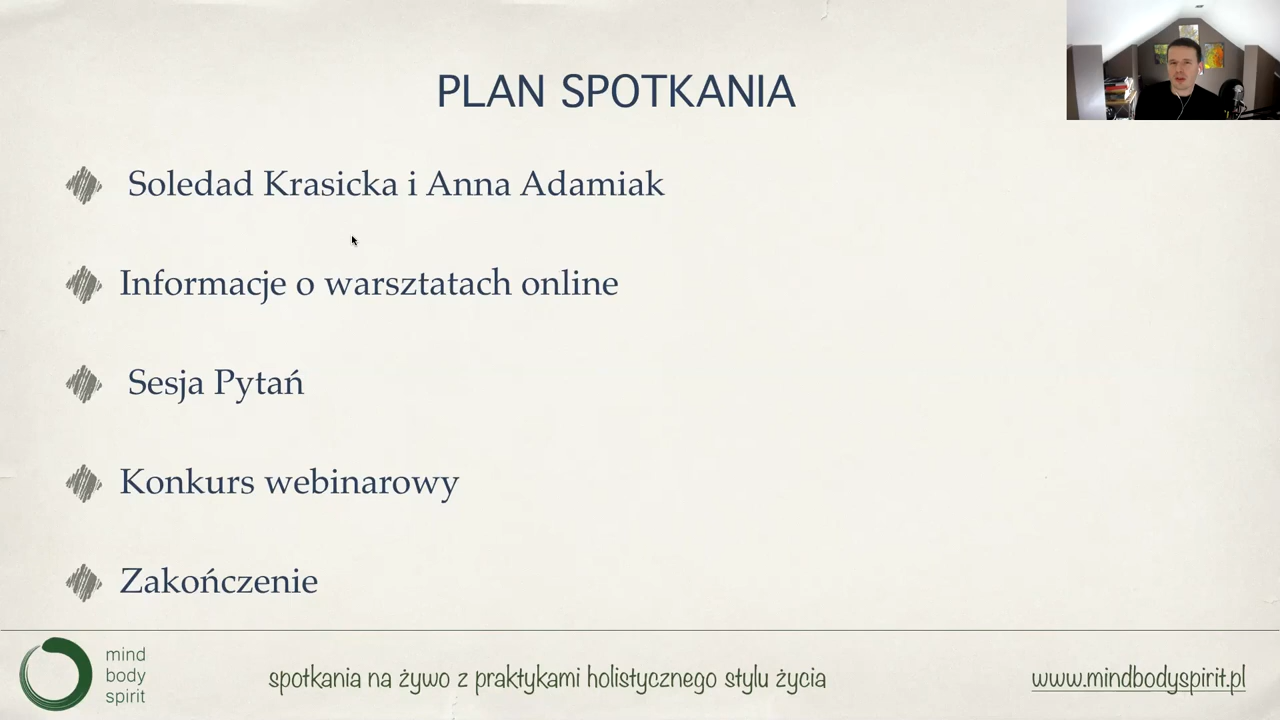 PLAN SPOTKANIA
Soledad Krasicka i Anna Adamiak
Informacje o warsztatach online
Sesja Pytań
Konkurs webinarowy
Zakończenie
mind
body
spirit
spotkania na żywo z praktykami holistycznego stylu życia
www.mindbodyspirit.pl